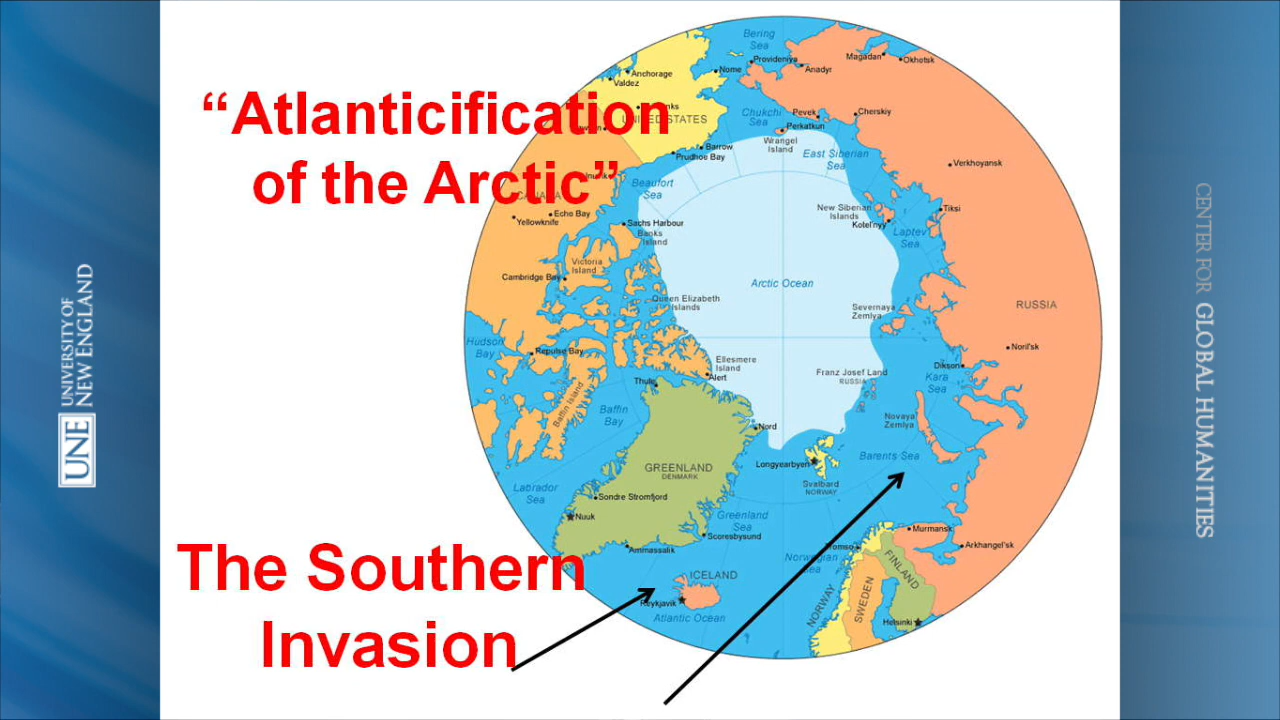 “Atlanticification
of the Arctic”
The Southern
Invasion
Bering
Sea
Provideniya
Anadyr
Magadan
Okhotsk
Anchorage
Valdez
Nome
UNITED STATES
Chukchi
Sea
Pevek
Perkatkun
Cherskiy
Wrangel
Island
East Siberian
Sea
Verkhoyansk
Barrow
Prudhoe Bay
Beaufort
Sea
CANADA
Echo Bay
Yellowknife
Sachs Harbour
Banks
Island
New Siberian
Islands
Kotel'nyy
Tiksi
Laptev
Sea
Victoria
Island
Cambridge Bay
Arctic Ocean
Queen Elizabeth
Islands
Severnaya
Zemlya
RUSSIA
Hudson
Bay
Repulse Bay
Noril'sk
Ellesmere
Island
Alert
Thule
Franz Josef Land
RUSSIA
Dikson
Kara
Sea
Baffin Island
Baffin
Bay
Nord
Novaya
Zemlya
GREENLAND
DENMARK
Longyearbyen
Barents Sea
Svalbard
NORWAY
Labrador
Sea
Sondre Stromfjord
Nuuk
Greenland
Sea
Scoresbysund
Ammassalik
Murmansk
Arkhangel'sk
Tromso
Norwegian
Sea
ICELAND
Reykjavik
Atlantic Ocean
NORWAY
SWEDEN
FINLAND
Helsinki
UNE
UNIVERSITY OF
NEW ENGLAND
CENTER FOR GLOBAL HUMANITIES